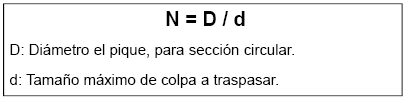 N = D / d
D: Diámetro el pique, para sección circular.
d: Tamaño máximo de colpa a traspasar.